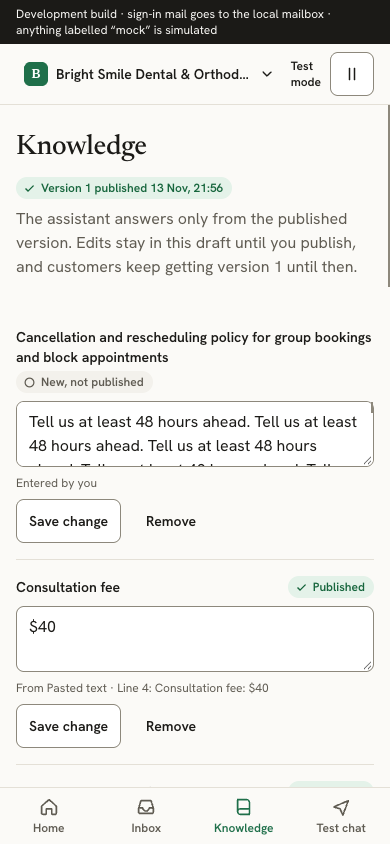 Development build · sign-in mail goes to the local mailbox ·
anything labelled “mock” is simulated
B
Bright Smile Dental & Orthod...
Test
mode
Knowledge
Version 1 published 13 Nov, 21:56
The assistant answers only from the published
version. Edits stay in this draft until you publish,
and customers keep getting version 1 until then.
Cancellation and rescheduling policy for group bookings
and block appointments
New, not published
Tell us at least 48 hours ahead. Tell us at least
48 hours ahead. Tell us at least 48 hours
Entered by you
Save change
Remove
Consultation fee
Published
$40
From Pasted text · Line 4: Consultation fee: $40
Save change
Remove
Home
Inbox
Knowledge
Test chat